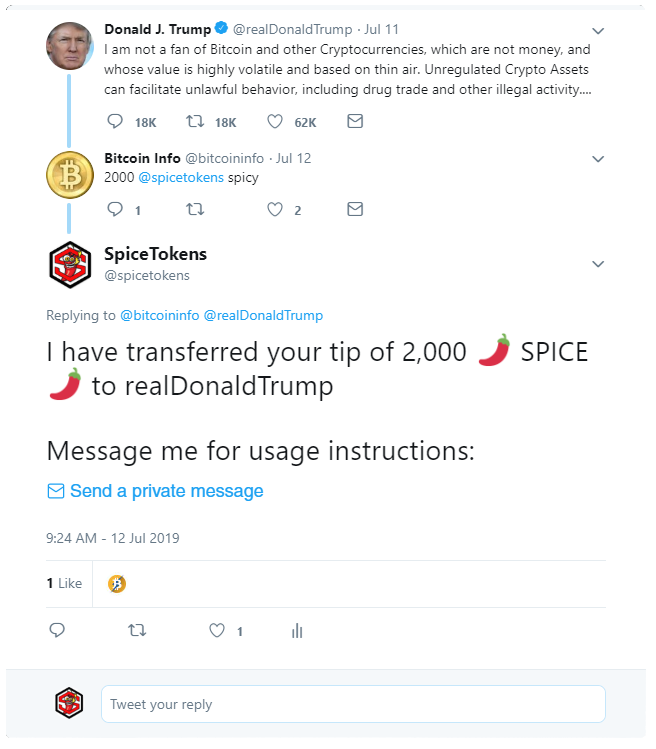 Donald J. Trump @realDonaldTrump · Jul 11
I am not a fan of Bitcoin and other Cryptocurrencies, which are not money, and
whose value is highly volatile and based on thin air. Unregulated Crypto Assets
can facilitate unlawful behavior, including drug trade and other illegal activity....
18K 18K 62K
Bitcoin Info @bitcoininfo · Jul 12
2000 @spicetokens spicy
1 2
SpiceTokens
@spicetokens
Replying to @bitcoininfo @realDonaldTrump
I have transferred your tip of 2,000 🌶️ SPICE
🌶️ to realDonaldTrump
Message me for usage instructions:
Send a private message
9:24 AM - 12 Jul 2019
1 Like
1
Tweet your reply